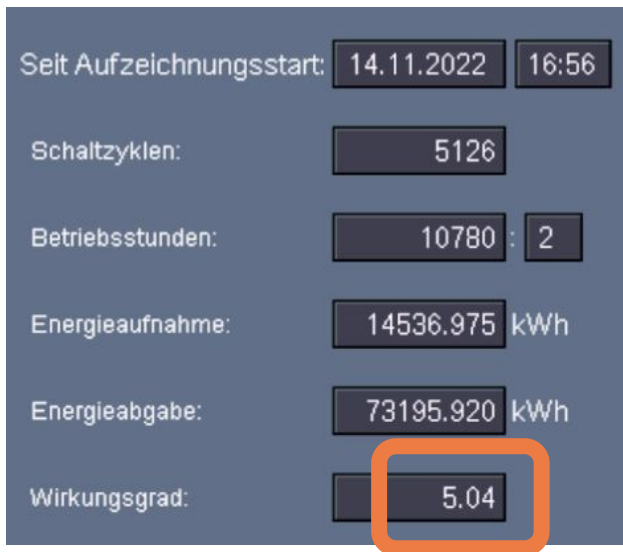 Seit Aufzeichnungsstart: 14.11.2022 16:56
Schaltzyklen: 5126
Betriebsstunden: 10780 : 2
Energieaufnahme: 14536.975 kWh
Energieabgabe: 73195.920 kWh
Wirkungsgrad: 5.04